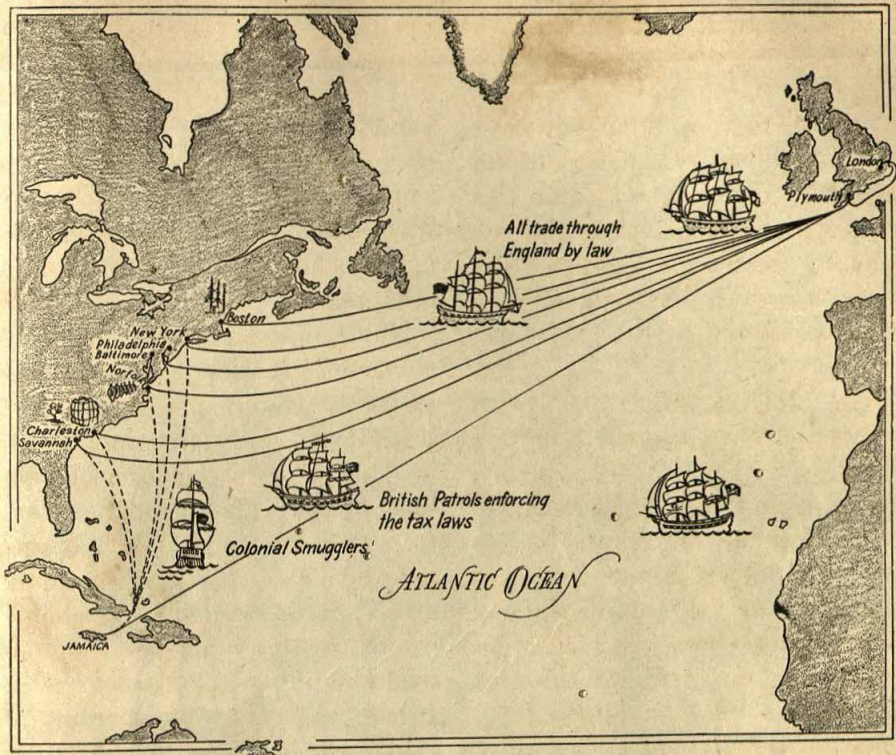 London
Plymouth
All trade through
England by law
Boston
New York
Philadelphia
Baltimore
Norfolk
Charleston
Savannah
British Patrols enforcing
the tax laws
Colonial Smugglers
ATLANTIC OCEAN
JAMAICA